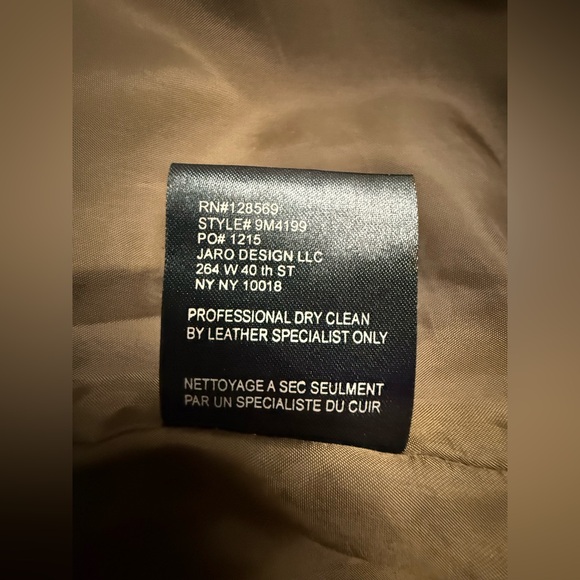 RN#128569
STYLE# 9M4199
PO# 1215
JARO DESIGN LLC
264 W 40 th ST
NY NY 10018
PROFESSIONAL DRY CLEAN
BY LEATHER SPECIALIST ONLY
NETTOYAGE A SEC SEULMENT
PAR UN SPECIALISTE DU CUIR